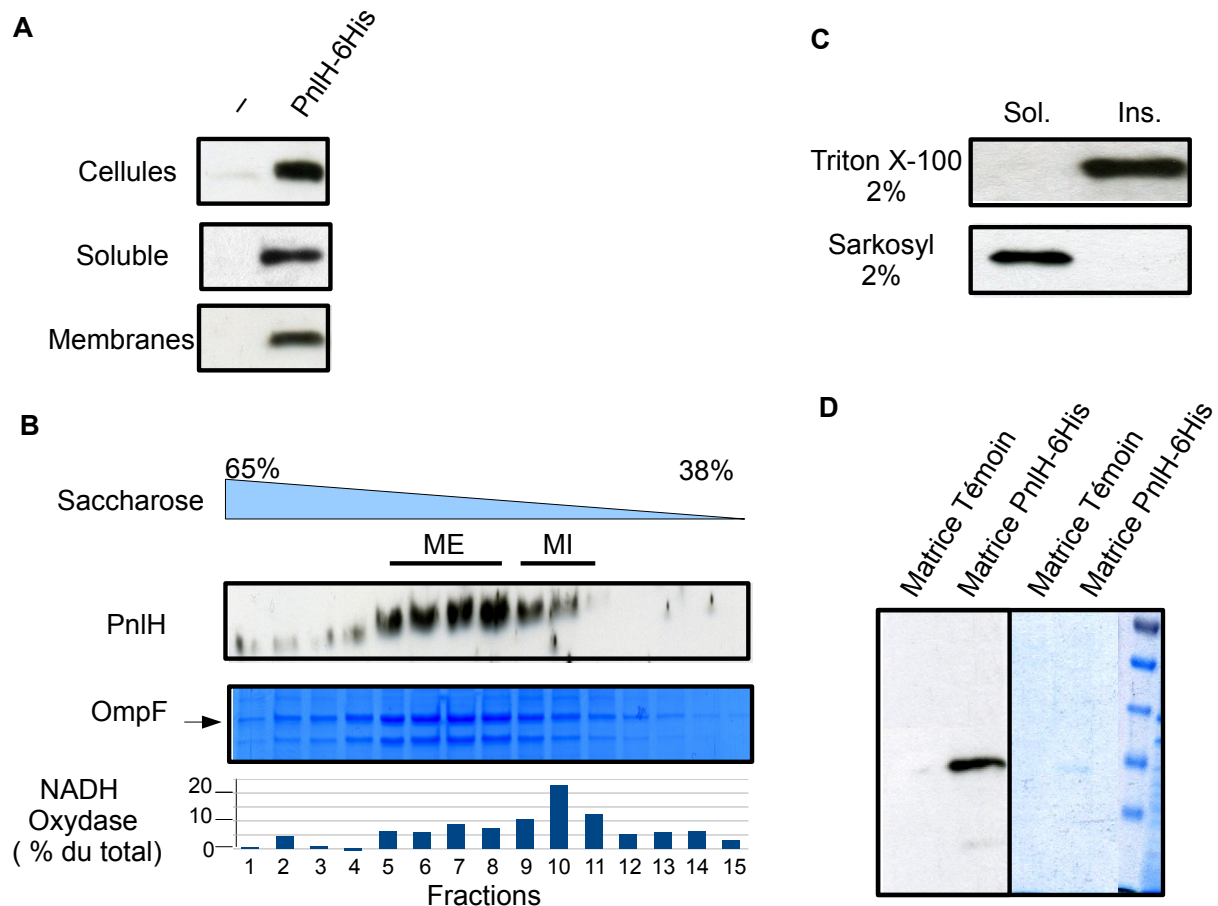 A
–
PnlH-6His
Cellules
Soluble
Membranes
B
65%
38%
Saccharose
ME
MI
PnlH
OmpF
20
10
0
NADH
Oxydase
( % du total)
1 2 3 4 5 6 7 8 9 10 11 12 13 14 15
Fractions
C
Sol.
Ins.
Triton X-100
2%
Sarkosyl
2%
D
Matrice Témoin
Matrice PnlH-6His
Matrice Témoin
Matrice PnlH-6His